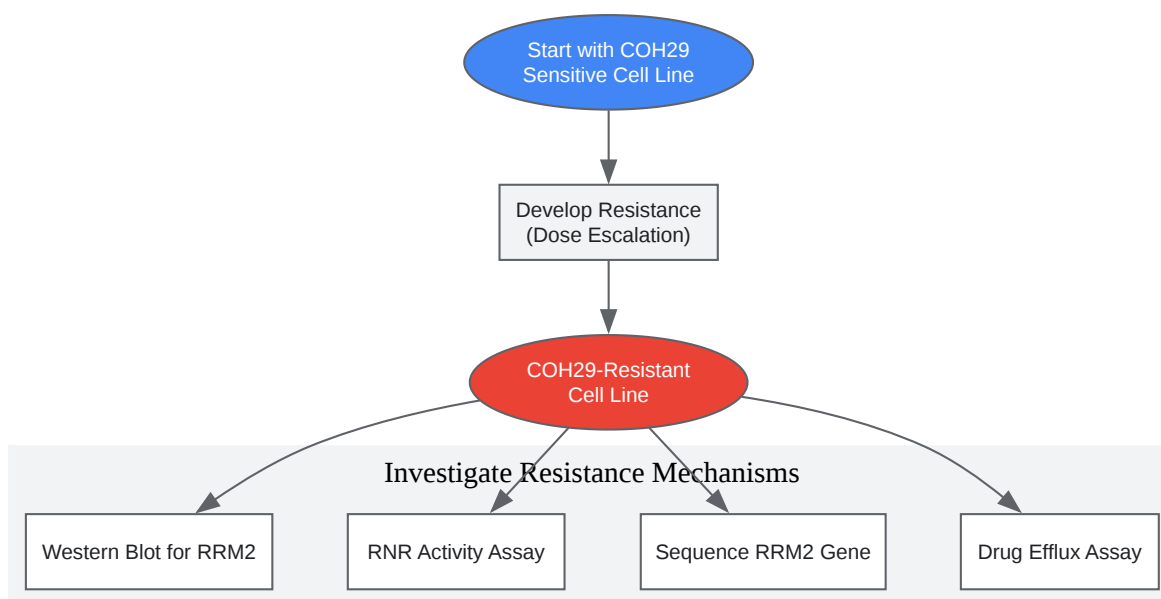 Start with COH29
Sensitive Cell Line
Develop Resistance
(Dose Escalation)
COH29-Resistant
Cell Line
Investigate Resistance Mechanisms
Western Blot for RRM2
RNR Activity Assay
Sequence RRM2 Gene
Drug Efflux Assay